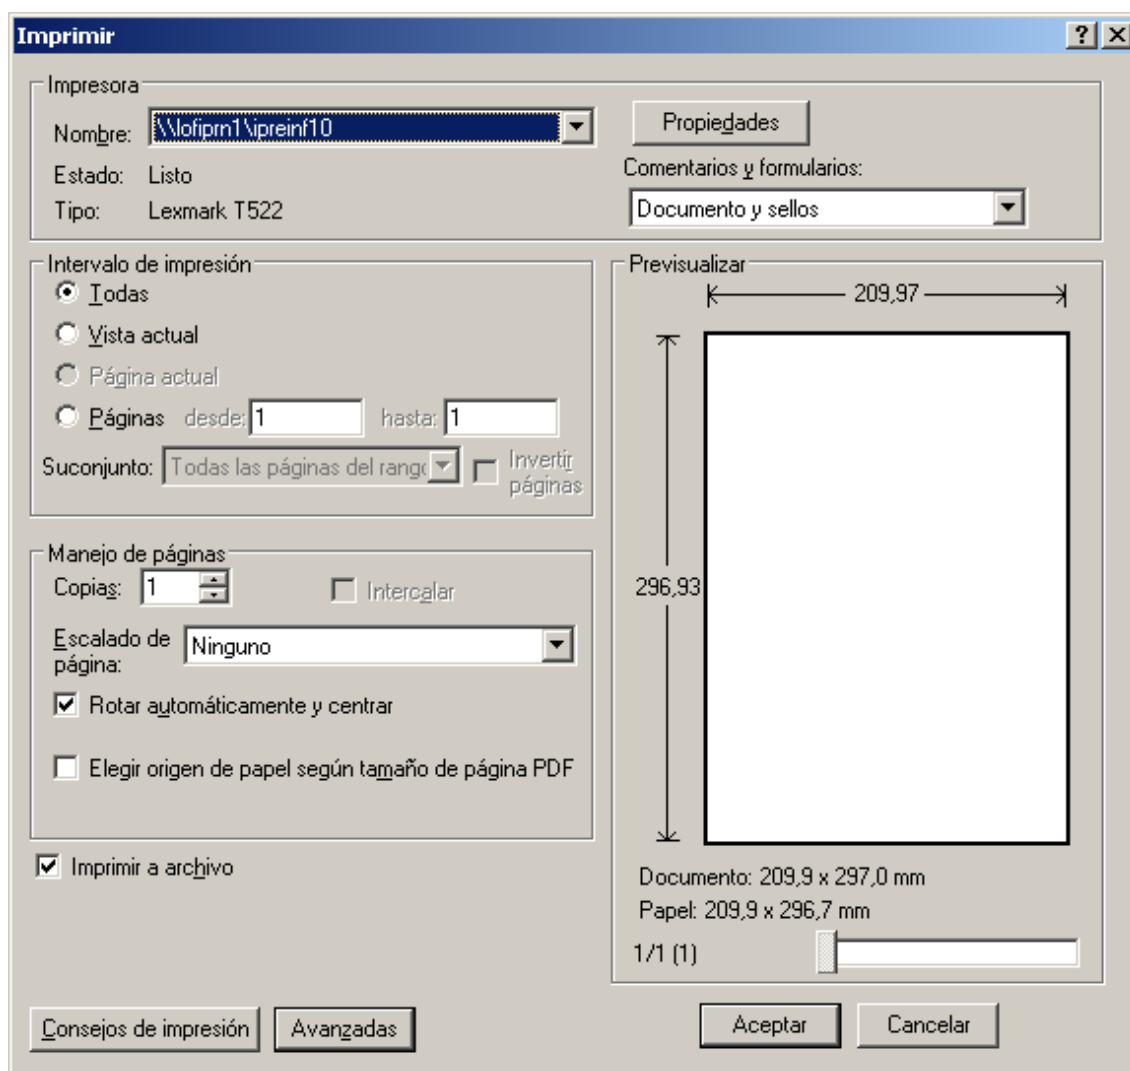 Imprimir
Impresora
Nombre: \\lofiprn1\ipreinf10
Propiedades
Estado: Listo
Comentarios y formularios:
Tipo: Lexmark T522
Documento y sellos
Intervalo de impresión
Todas
Vista actual
Página actual
Páginas desde: 1 hasta: 1
Suconjunto: Todas las páginas del rang
Invertir
páginas
Manejo de páginas
Copias: 1
Intercalar
Escalado de
página:
Ninguno
Rotar automáticamente y centrar
Elegir origen de papel según tamaño de página PDF
Imprimir a archivo
Previsualizar
209,97
296,93
Documento: 209,9 x 297,0 mm
Papel: 209,9 x 296,7 mm
1/1 (1)
Consejos de impresión
Avanzadas
Aceptar
Cancelar